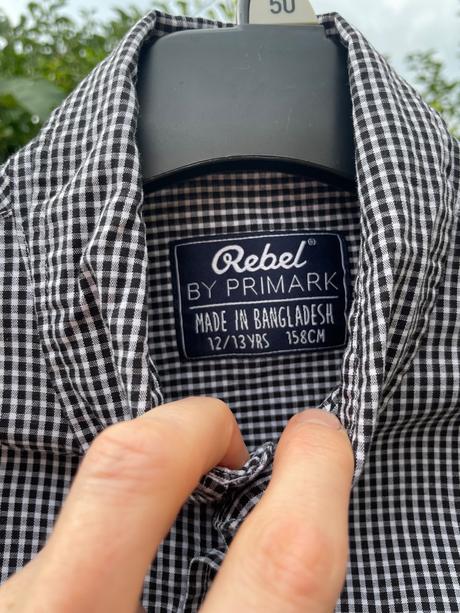 50
Rebel®
BY PRIMARK
MADE IN BANGLADESH
12/13YRS 158CM